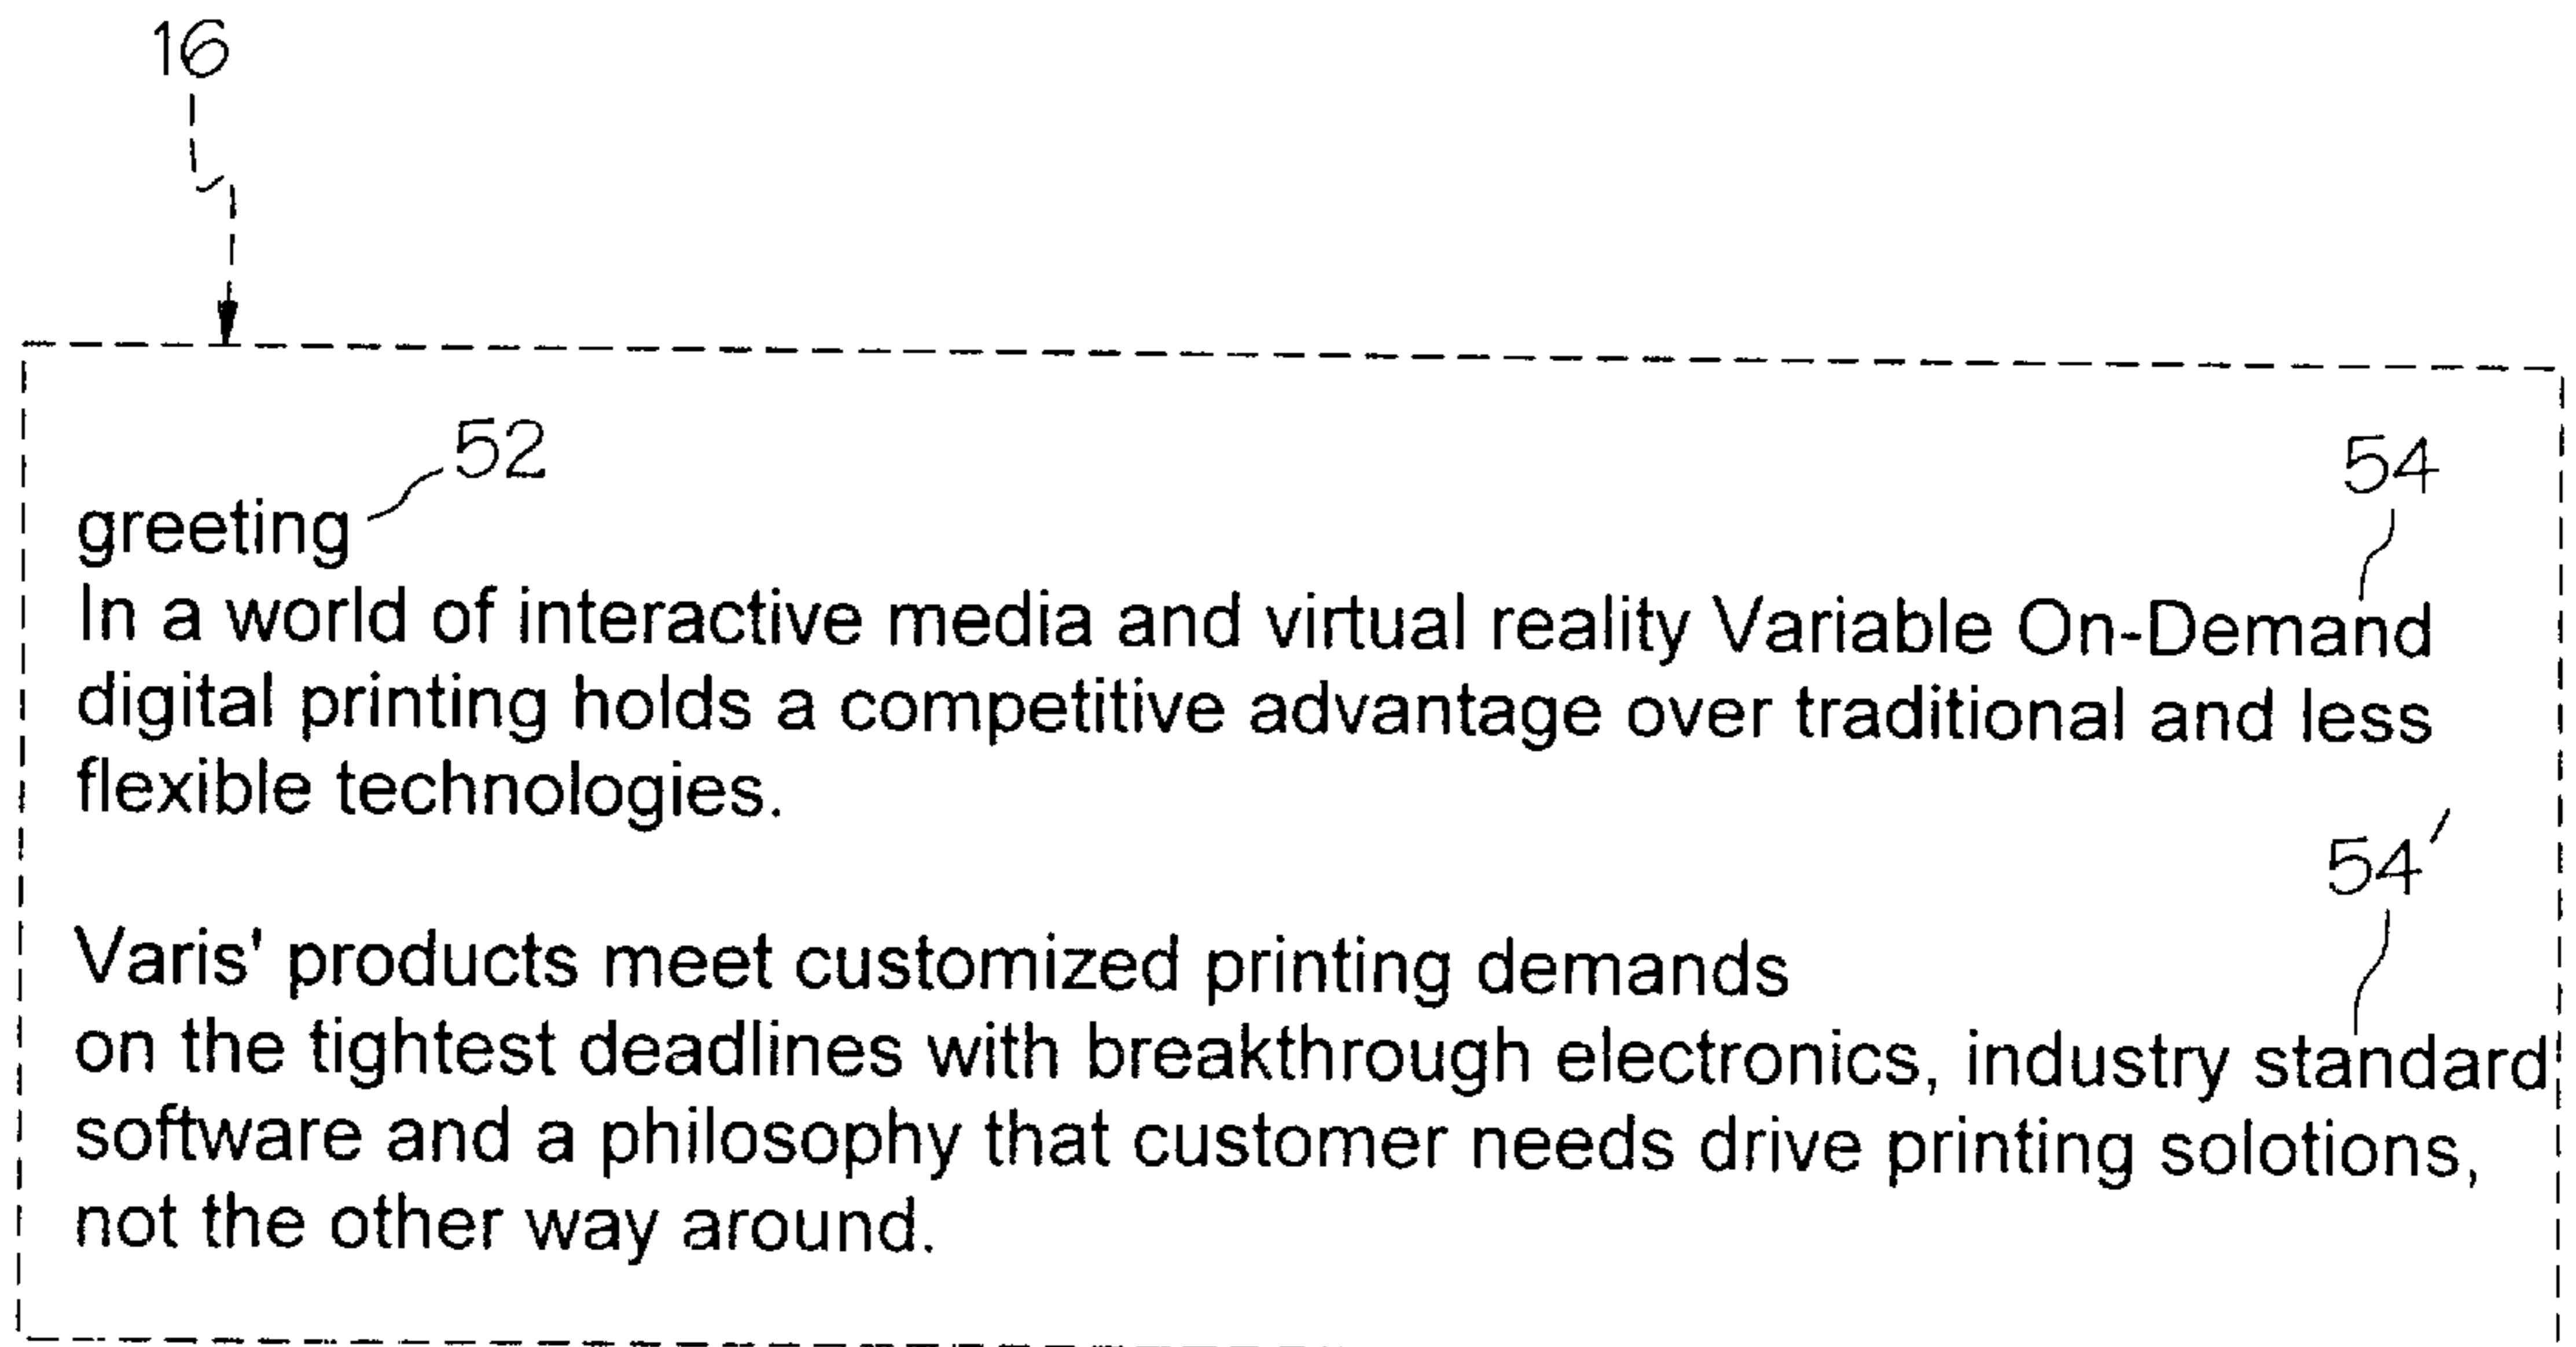 16
52
54
greeting
In a world of interactive media and virtual reality Variable On-Demand
digital printing holds a competitive advantage over traditional and less
flexible technologies.
54'
Varis' products meet customized printing demands
on the tightest deadlines with breakthrough electronics, industry standard
software and a philosophy that customer needs drive printing solotions,
not the other way around.